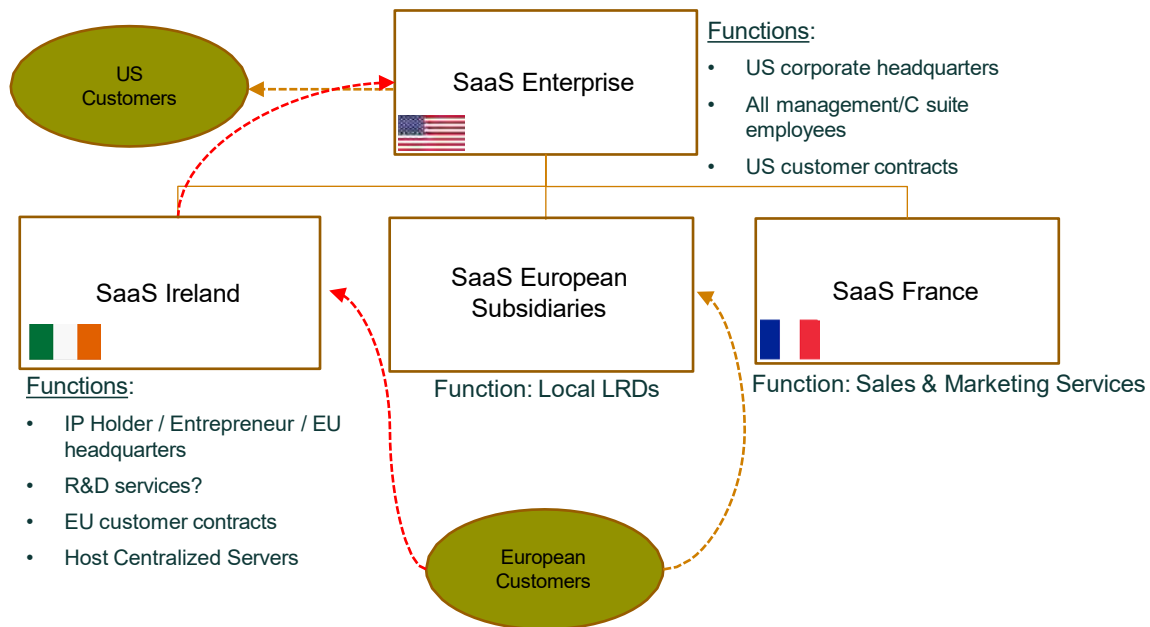 US
Customers
SaaS Enterprise
Functions:
• US corporate headquarters
• All management/C suite
employees
• US customer contracts
SaaS Ireland
SaaS European
Subsidiaries
SaaS France
Functions:
• IP Holder / Entrepreneur / EU
headquarters
• R&D services?
• EU customer contracts
• Host Centralized Servers
Function: Local LRDs
Function: Sales & Marketing Services
European
Customers